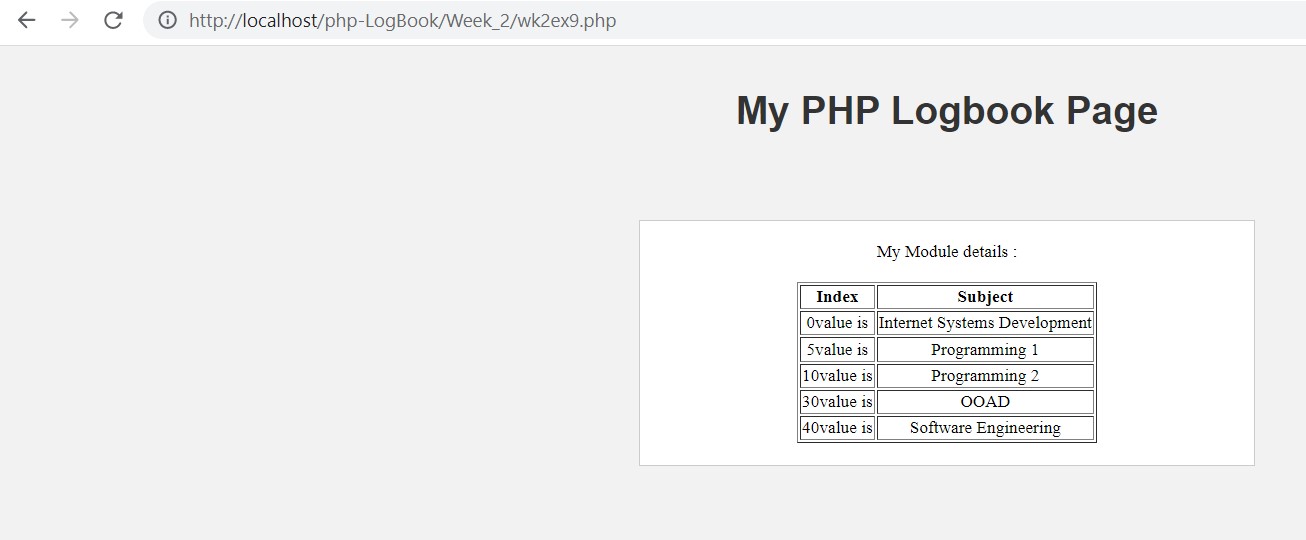 http://localhost/php-LogBook/Week_2/wk2ex9.php
My PHP Logbook Page
My Module details :
Index Subject
0value is Internet Systems Development
5value is Programming 1
10value is Programming 2
30value is OOAD
40value is Software Engineering